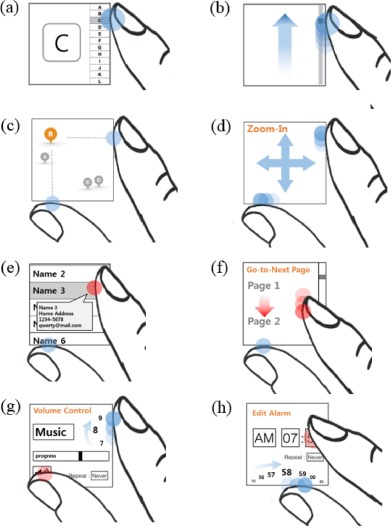 (a)
A
B
C
D
E
F
G
H
I
J
K
L
C
(b)
(c)
B
A
C
D
(d)
Zoom-In
(e)
Name 2
Name 3
Name 3
Home Address
1234-5678
qwerty@mail.com
Name 6
(f)
Go-to-Next Page
Page 1
Page 2
(g)
Volume Control
9
Music
8
7
progress
Repeat : Never
(h)
Edit Alarm
AM 07:
Repeat : Never
56 57 58 59 00